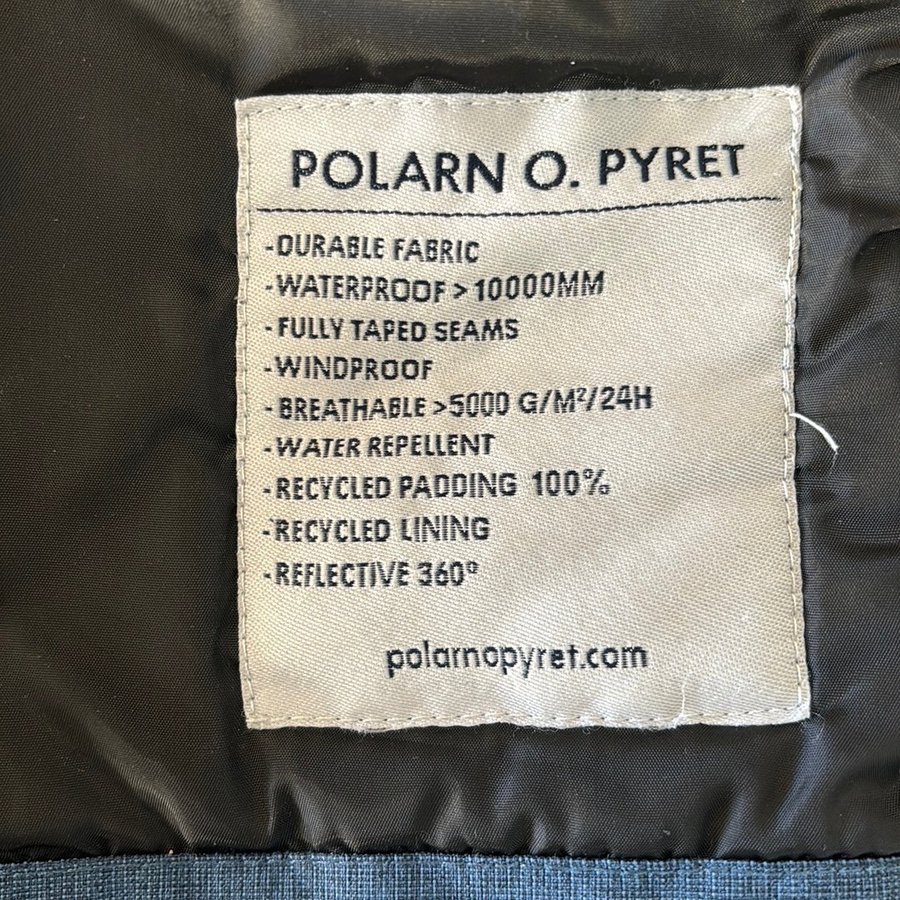 POLARN O. PYRET
-DURABLE FABRIC
-WATERPROOF > 10000MM
-FULLY TAPED SEAMS
-WINDPROOF
-BREATHABLE >5000 G/M²/24H
-WATER REPELLENT
-RECYCLED PADDING 100%
-RECYCLED LINING
-REFLECTIVE 360°
polarnopyret.com